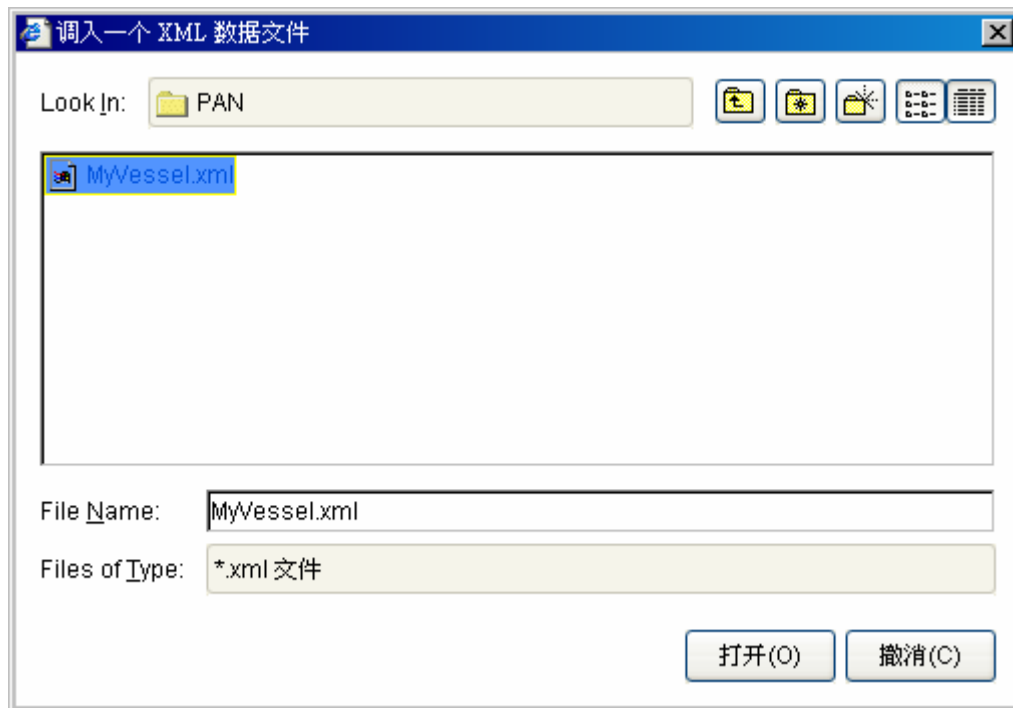 调入一个 XML 数据文件
Look In: PAN
MyVessel.xml
File Name: MyVessel.xml
Files of Type: *.xml 文件
打开(O) 撤消(C)